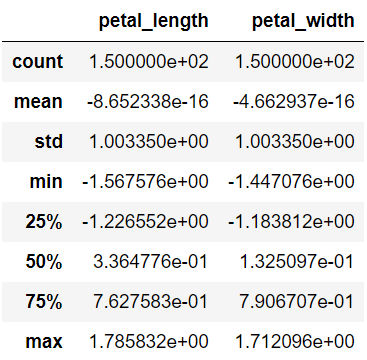 petal_length petal_width
count 1.500000e+02 1.500000e+02
mean -8.652338e-16 -4.662937e-16
std 1.003350e+00 1.003350e+00
min -1.567576e+00 -1.447076e+00
25% -1.226552e+00 -1.183812e+00
50% 3.364776e-01 1.325097e-01
75% 7.627583e-01 7.906707e-01
max 1.785832e+00 1.712096e+00